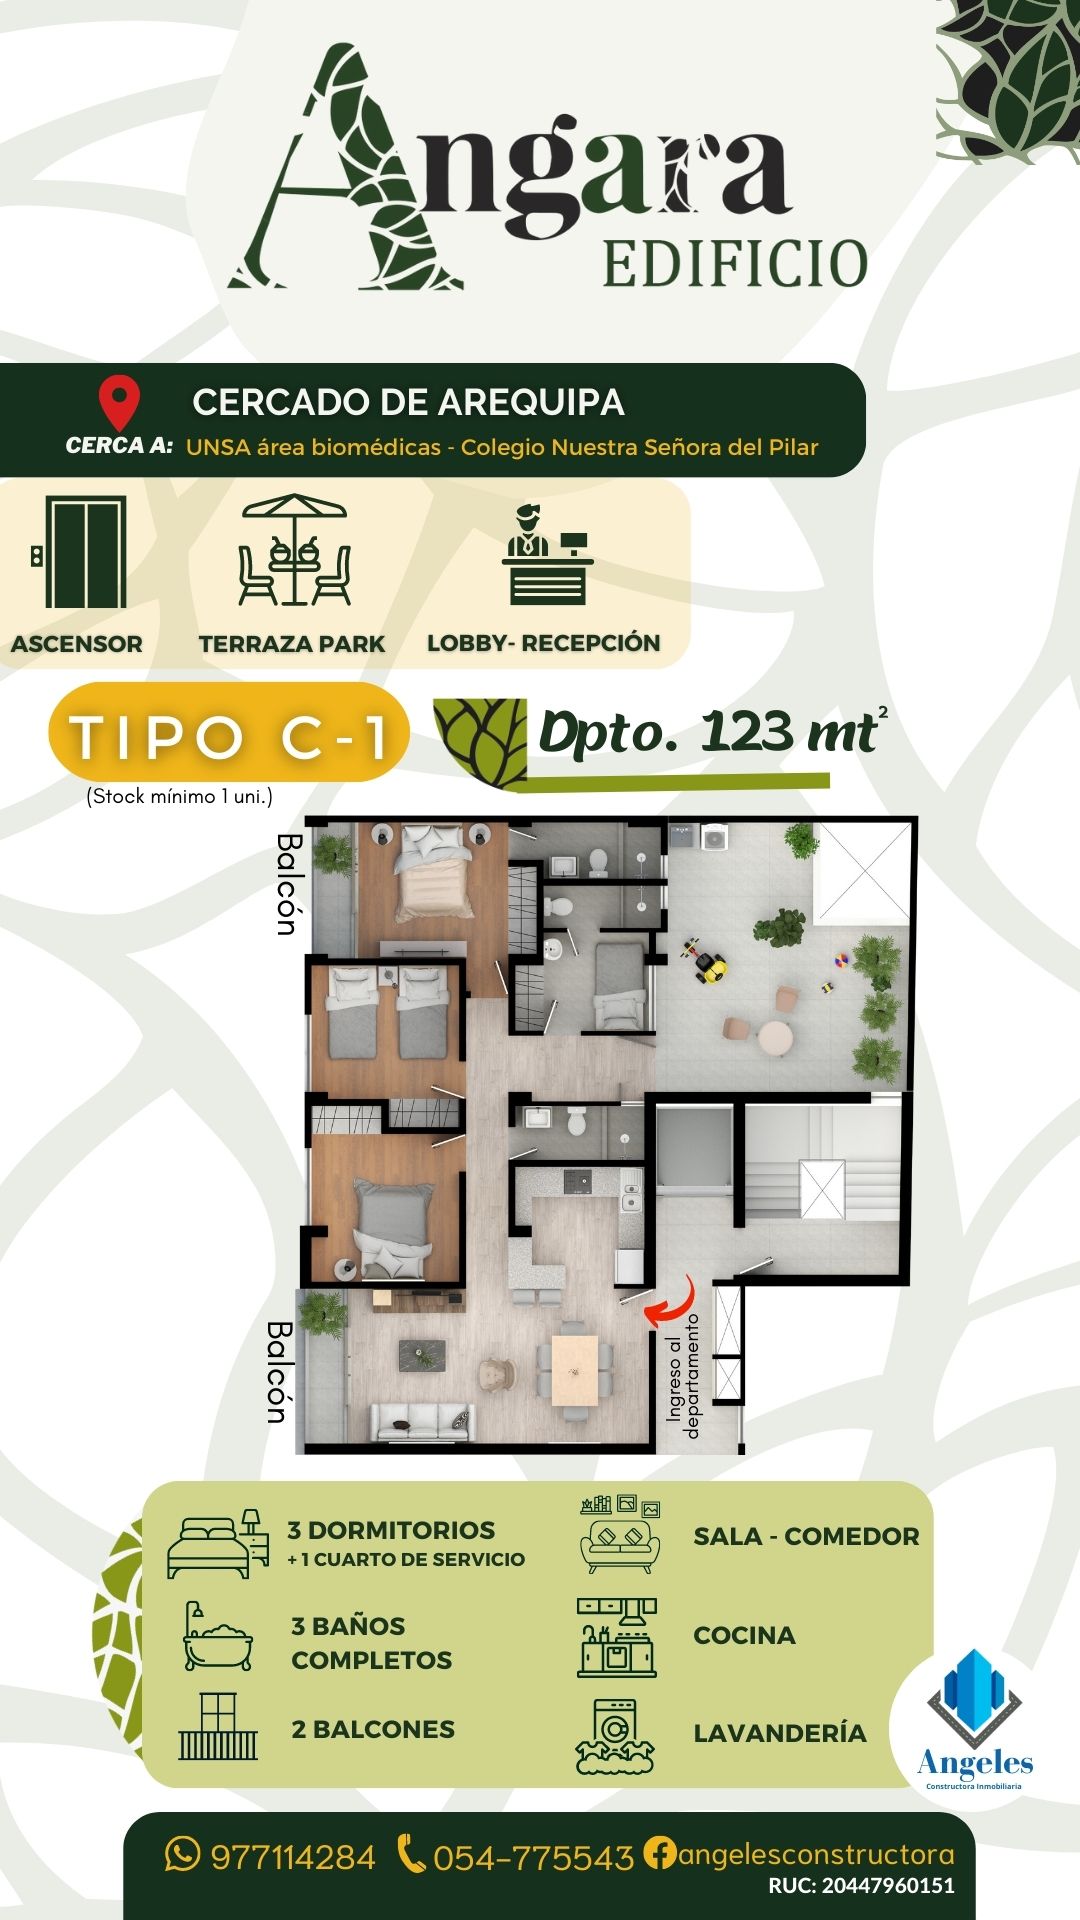 Angara
EDIFICIO
CERCADO DE AREQUIPA
CERCA A: UNSA área biomédicas - Colegio Nuestra Señora del Pilar
ASCENSOR
TERRAZA PARK
LOBBY- RECEPCIÓN
TIPO C-1
(Stock mínimo 1 uni.)
Dpto. 123 mt²
Balcón
Balcón
Ingreso al
departamento
3 DORMITORIOS
+ 1 CUARTO DE SERVICIO
SALA - COMEDOR
3 BAÑOS
COMPLETOS
COCINA
2 BALCONES
LAVANDERÍA
Angeles
Constructora Inmobiliaria
977114284
054-775543
angelesconstructora
RUC: 20447960151